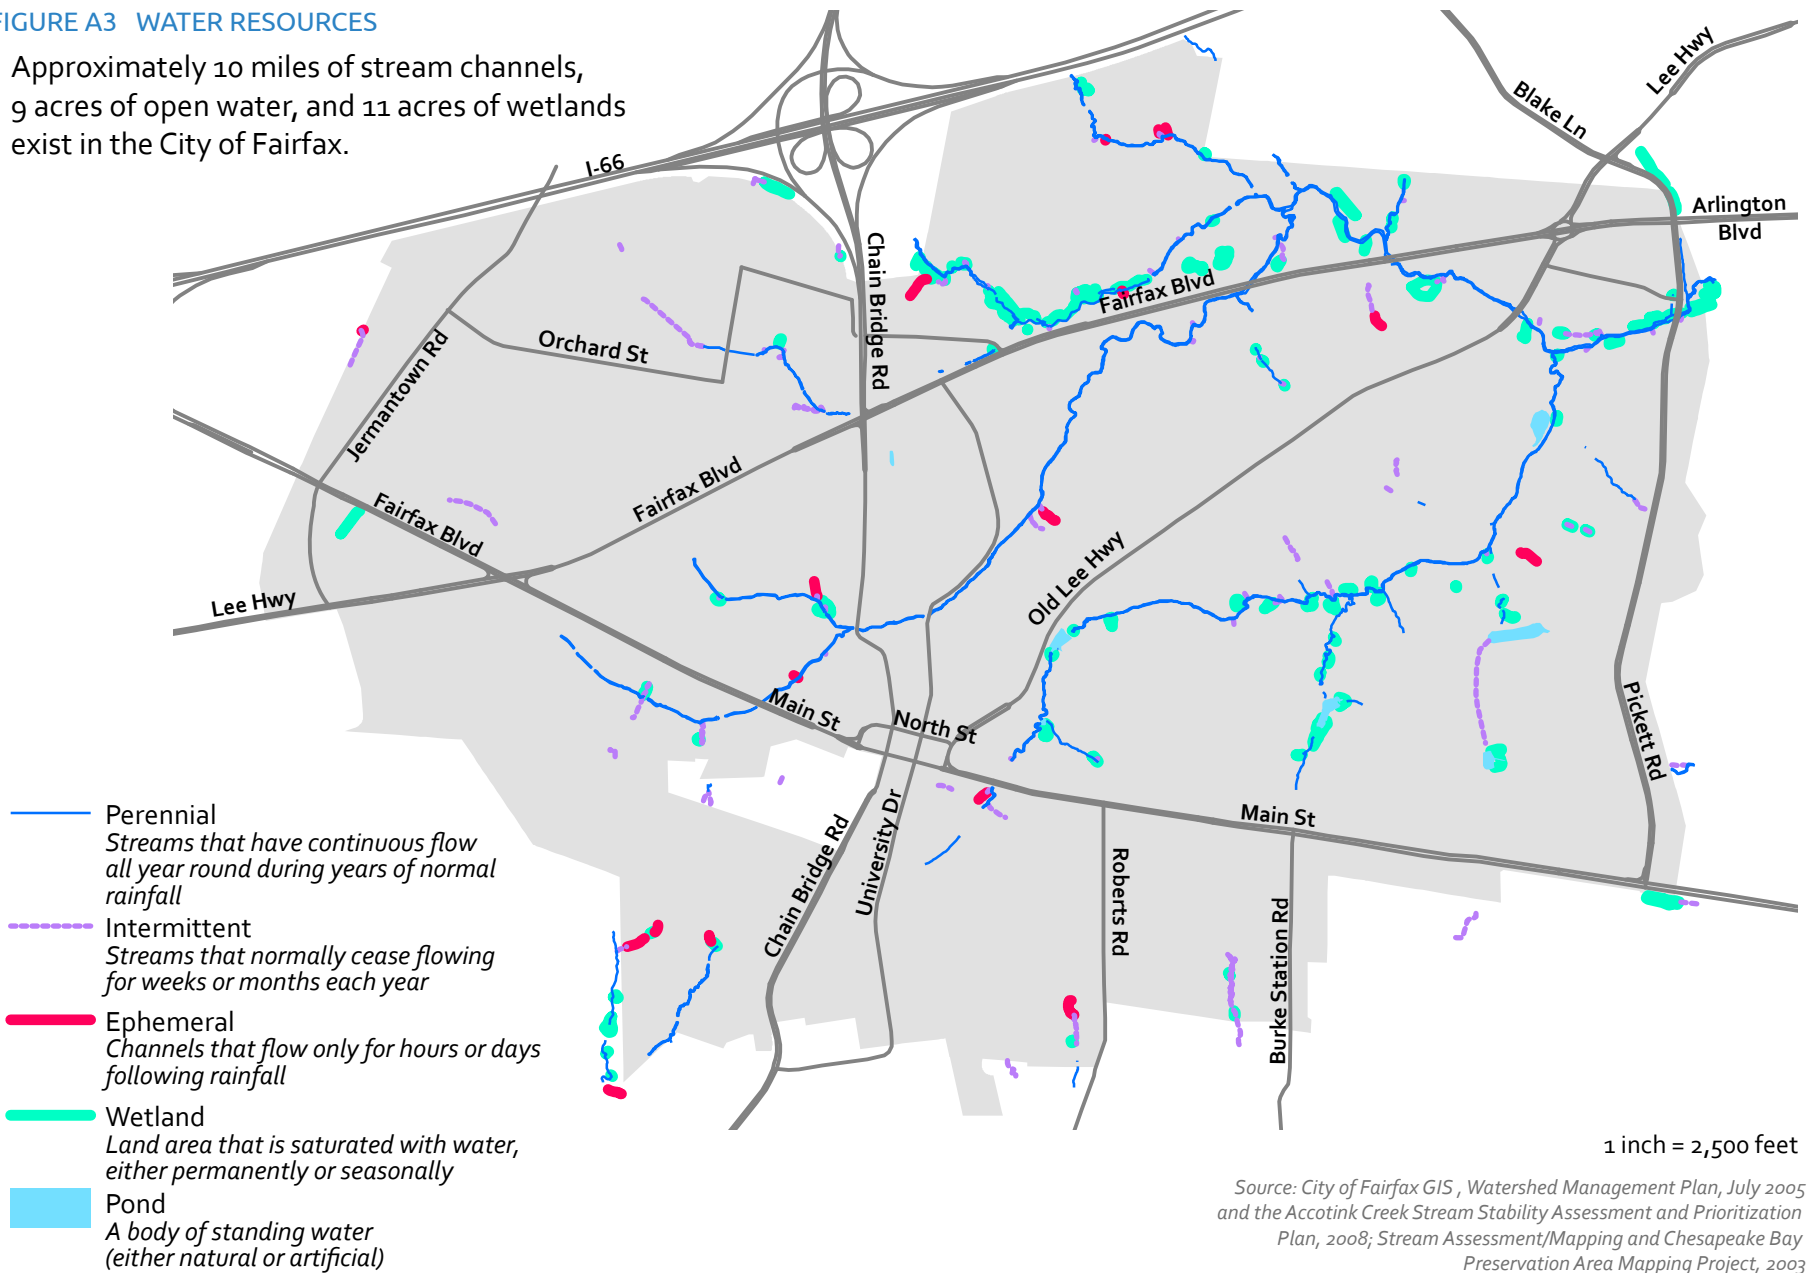 FIGURE A3 WATER RESOURCES
Approximately 10 miles of stream channels,
9 acres of open water, and 11 acres of wetlands
exist in the City of Fairfax.
I-66
Lee Hwy
Blake Ln
Arlington
Blvd
Chain Bridge Rd
Fairfax Blvd
Orchard St
Jermantown Rd
Fairfax Blvd
Fairfax Blvd
Old Lee Hwy
Lee Hwy
Main St
North St
Pickett Rd
Main St
Chain Bridge Rd
University Dr
Roberts Rd
Burke Station Rd
Perennial
Streams that have continuous flow
all year round during years of normal
rainfall
Intermittent
Streams that normally cease flowing
for weeks or months each year
Ephemeral
Channels that flow only for hours or days
following rainfall
Wetland
Land area that is saturated with water,
either permanently or seasonally
Pond
A body of standing water
(either natural or artificial)
1 inch = 2,500 feet
Source: City of Fairfax GIS , Watershed Management Plan, July 2005
and the Accotink Creek Stream Stability Assessment and Prioritization
Plan, 2008; Stream Assessment/Mapping and Chesapeake Bay
Preservation Area Mapping Project, 2003